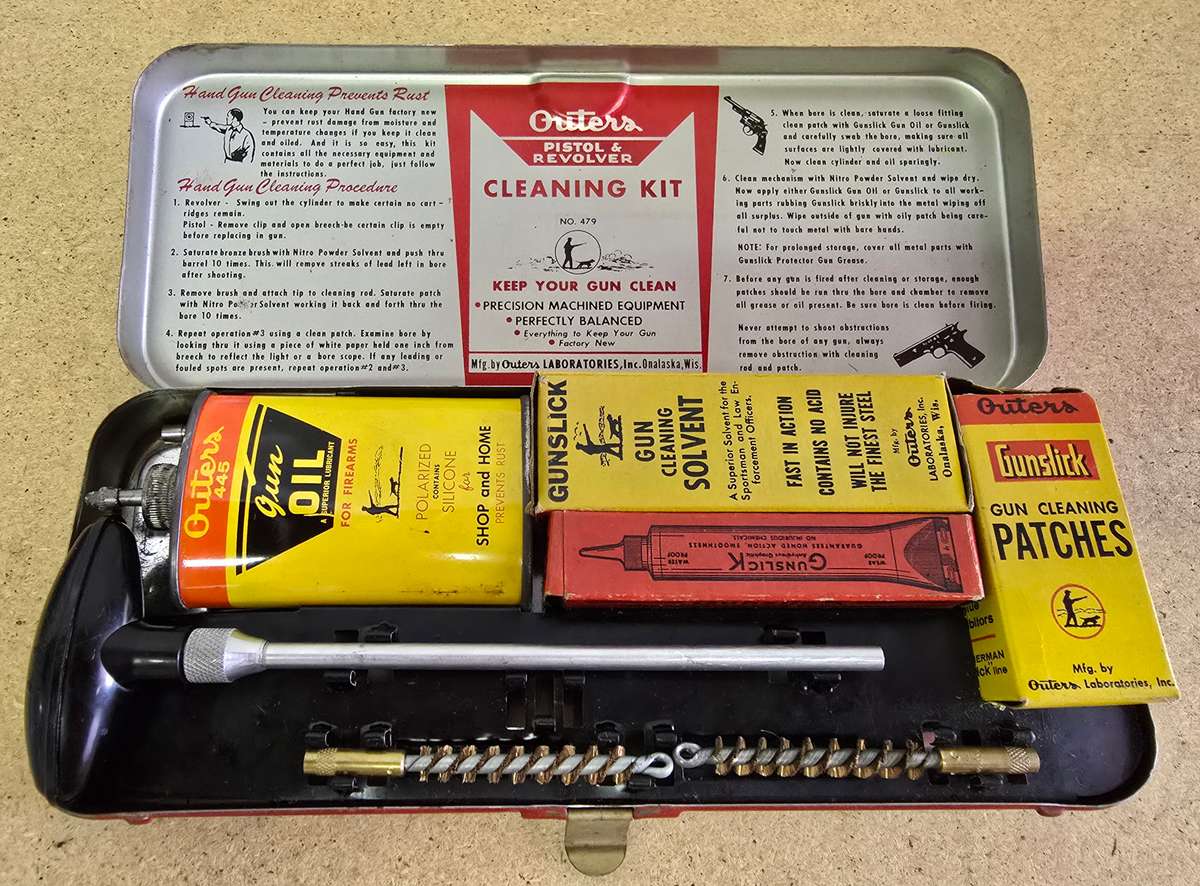 Hand Gun Cleaning Prevents Rust
You can keep your Hand Gun factory new
– prevent rust damage from moisture and
temperature changes if you keep it clean
and oiled. And it is so easy, this kit
contains all the necessary equipment and
materials to do a perfect job, just follow
the instructions.
Hand Gun Cleaning Procednre
1. Revolver - Swing out the cylinder to make certain no cart-
ridges remain.
Pistol - Remove clip and open breech-be certain clip is empty
before replacing in gun.
2. Saturate bronze brush with Nitro Powder Solvent and push thru
barrel 10 times. This will remove streaks of lead left in bore
after shooting.
3. Remove brush and attach tip to cleaning rod. Saturate patch
with Nitro Powder Solvent working it back and forth thru the
bore 10 times.
4. Repeat operation #3 using a clean patch. Examine bore by
looking thru it using a piece of white paper held one inch from
breech to reflect the light or a bore scope. If any leading or
fouled spots are present, repeat operation #2 and #3.
Outers
PISTOL &
REVOLVER
CLEANING KIT
NO. 479
KEEP YOUR GUN CLEAN
• PRECISION MACHINED EQUIPMENT
• PERFECTLY BALANCED
• Everything to Keep Your Gun
• Factory New
Mfg. by Outers LABORATORIES, Inc. Onalaska, Wis.
5. When bore is clean, saturate a loose fitting
clean patch with Gunslick Gun Oil or Gunslick
and carefully swab the bore, making sure all
surfaces are lightly covered with lubricant.
Now clean cylinder and oil sparingly.
6. Clean mechanism with Nitro Powder Solvent and wipe dry.
Now apply either Gunslick Gun Oil or Gunslick to all work-
ing parts rubbing Gunslick briskly into the metal wiping off
all surplus. Wipe outside of gun with oily patch being care-
ful not to touch metal with bare hands.
NOTE: For prolonged storage, cover all metal parts with
Gunslick Protector Gun Grease.
7. Before any gun is fired after cleaning or storage, enough
patches should be run thru the bore and chamber to remove
all grease or oil present. Be sure bore is clean before firing.
Never attempt to shoot obstructions
from the bore of any gun, always
remove obstruction with cleaning
rod and patch.
Outers
445
Gun
OIL
A SUPERIOR LUBRICANT
FOR FIREARMS
POLARIZED
CONTAINS
SILICONE
for
SHOP and HOME
PREVENTS RUST
GUNSLICK
GUN
CLEANING
SOLVENT
A Superior Solvent for the
Sportsman and Law En-
forcement Officers.
FAST IN ACTION
CONTAINS NO ACID
WILL NOT INJURE
THE FINEST STEEL
Mfg. by
Outers
LABORATORIES, Inc.
Onalaska, Wis.
WEAR
PROOF
GUNSLICK
GUARANTEES HONED ACTION, SMOOTHNESS
NO INJURIOUS CHEMICALS
WATER
PROOF
Outers
Gunslick
GUN CLEANING
PATCHES
Mfg. by
Outers Laboratories, Inc.